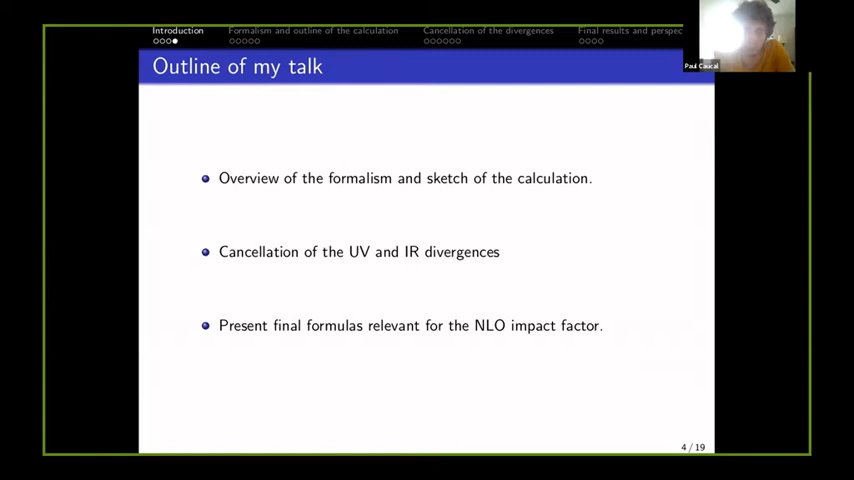 Introduction
Formalism and outline of the calculation
Cancellation of the divergences
Final results and perspec
Paul Caucal
Outline of my talk
Overview of the formalism and sketch of the calculation.
Cancellation of the UV and IR divergences
Present final formulas relevant for the NLO impact factor.
4 / 19